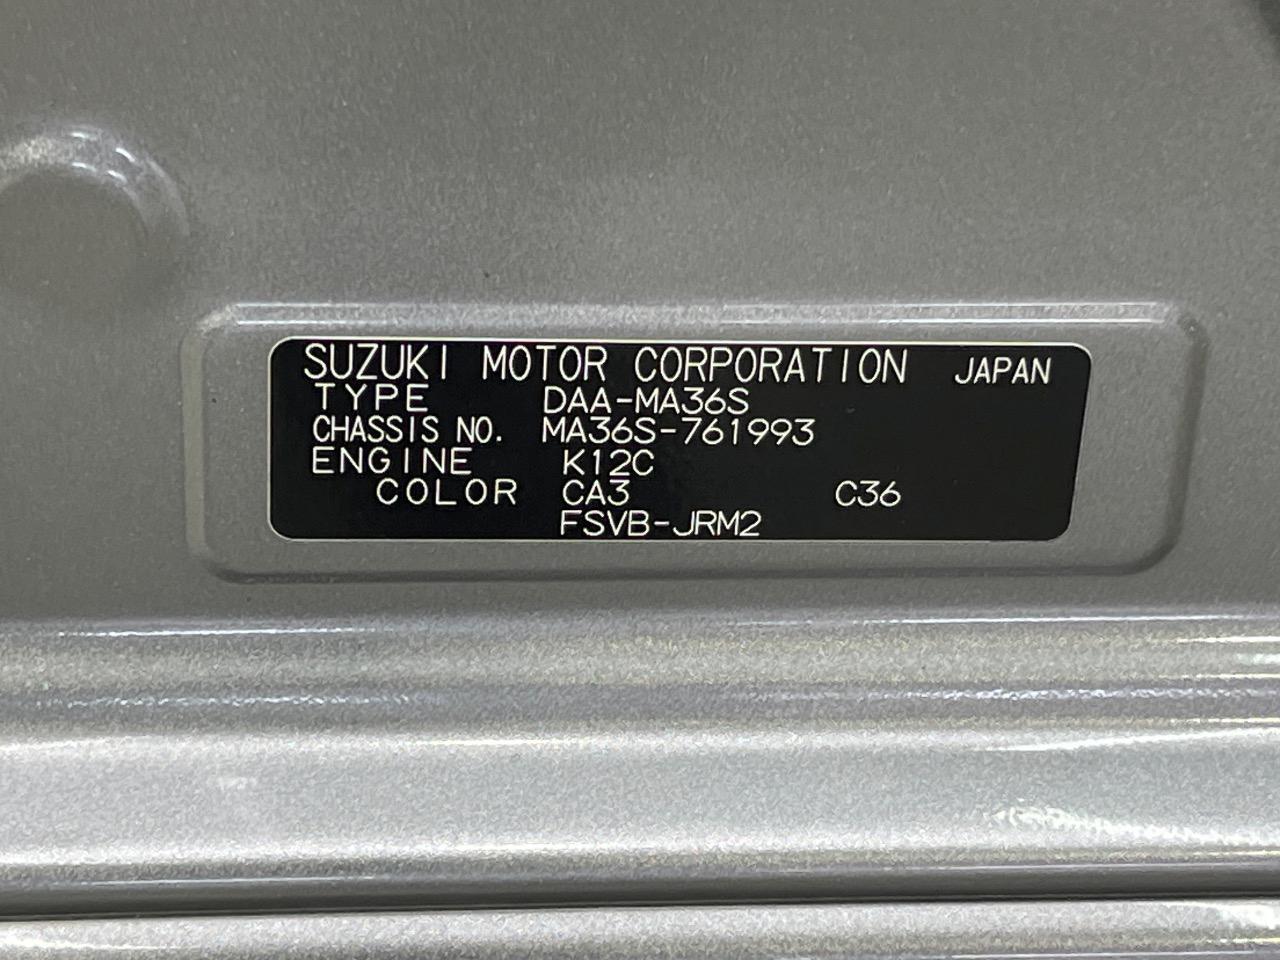 SUZUKI MOTOR CORPORATION JAPAN
TYPE DAA-MA36S
CHASSIS NO. MA36S-761993
ENGINE K12C
COLOR CA3 C36
FSVB-JRM2